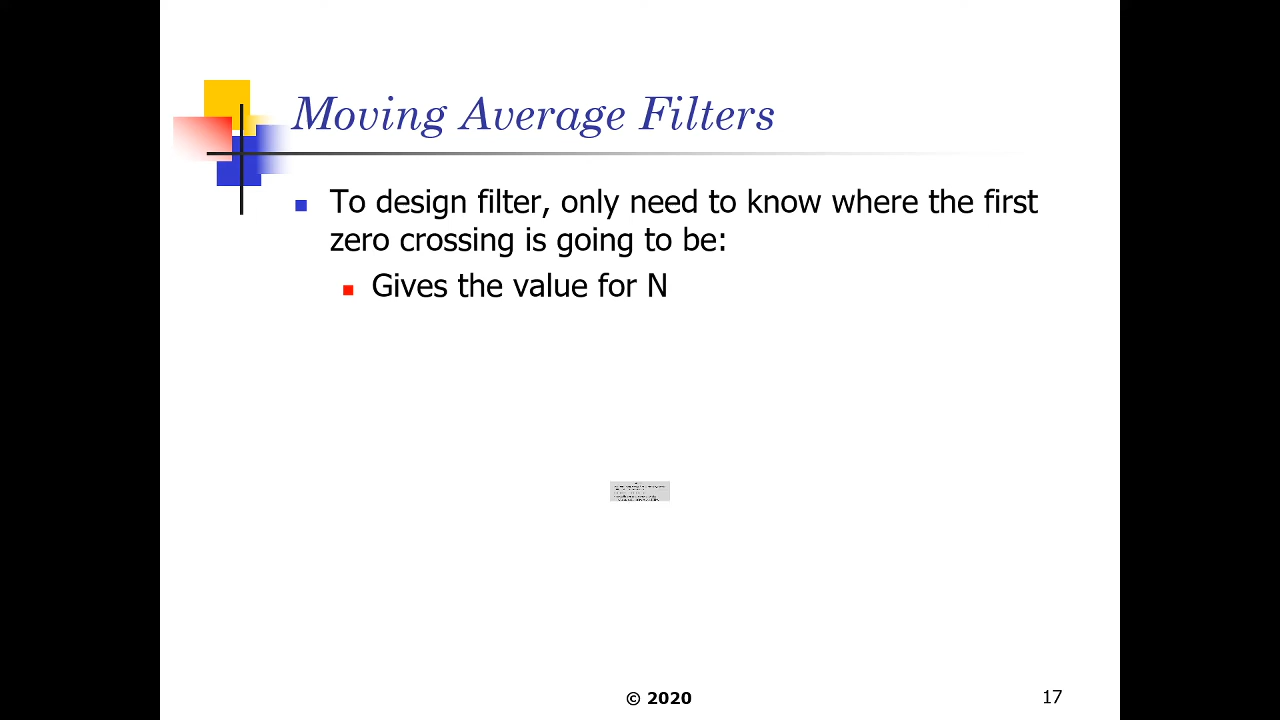 Moving Average Filters
To design filter, only need to know where the first
zero crossing is going to be:
Gives the value for N
© 2020
17